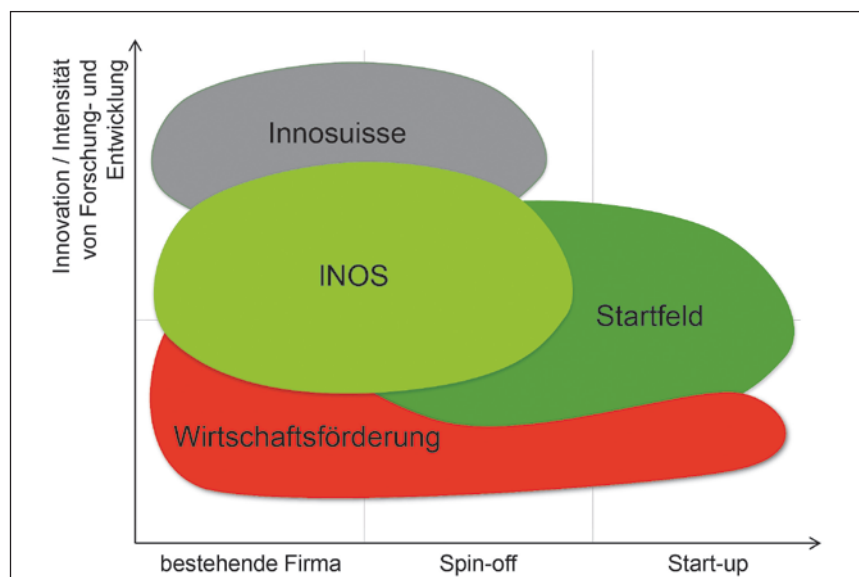 Innovation / Intensität
von Forschung- und
Entwicklung
Innosuisse
INOS
Startfeld
Wirtschaftsförderung
bestehende Firma
Spin-off
Start-up